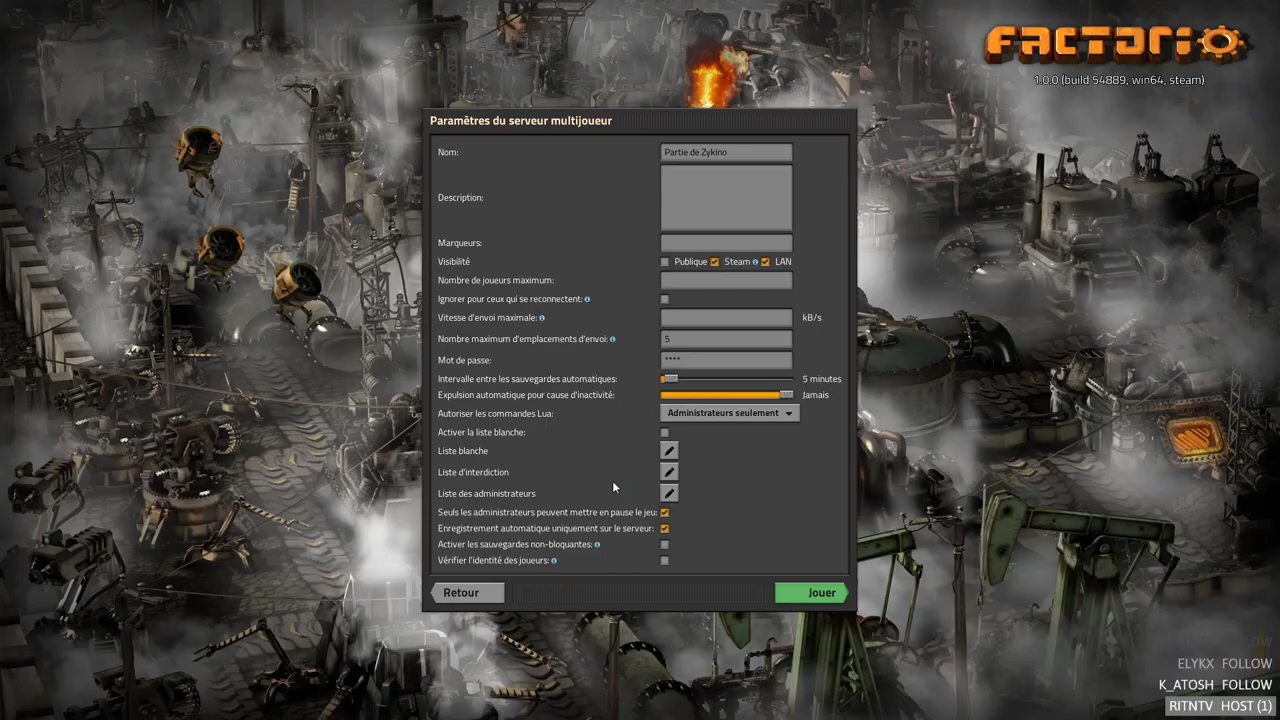 FACTORIO
1.0.0 (build 54889, win64, steam)
Paramètres du serveur multijoueur
Nom: Partie de Zykino
Description:
Marqueurs:
Visibilité Publique Steam LAN
Nombre de joueurs maximum:
Ignorer pour ceux qui se reconnectent:
Vitesse d'envoi maximale: kB/s
Nombre maximum d'emplacements d'envoi: 5
Mot de passe: ****
Intervalle entre les sauvegardes automatiques: 5 minutes
Expulsion automatique pour cause d'inactivité: Jamais
Autoriser les commandes Lua: Administrateurs seulement
Activer la liste blanche:
Liste blanche
Liste d'interdiction
Liste des administrateurs
Seuls les administrateurs peuvent mettre en pause le jeu:
Enregistrement automatique uniquement sur le serveur:
Activer les sauvegardes non-bloquantes:
Vérifier l'identité des joueurs:
Retour Jouer
ELYKX FOLLOW
K_ATOSH FOLLOW
RITNTV HOST (1)